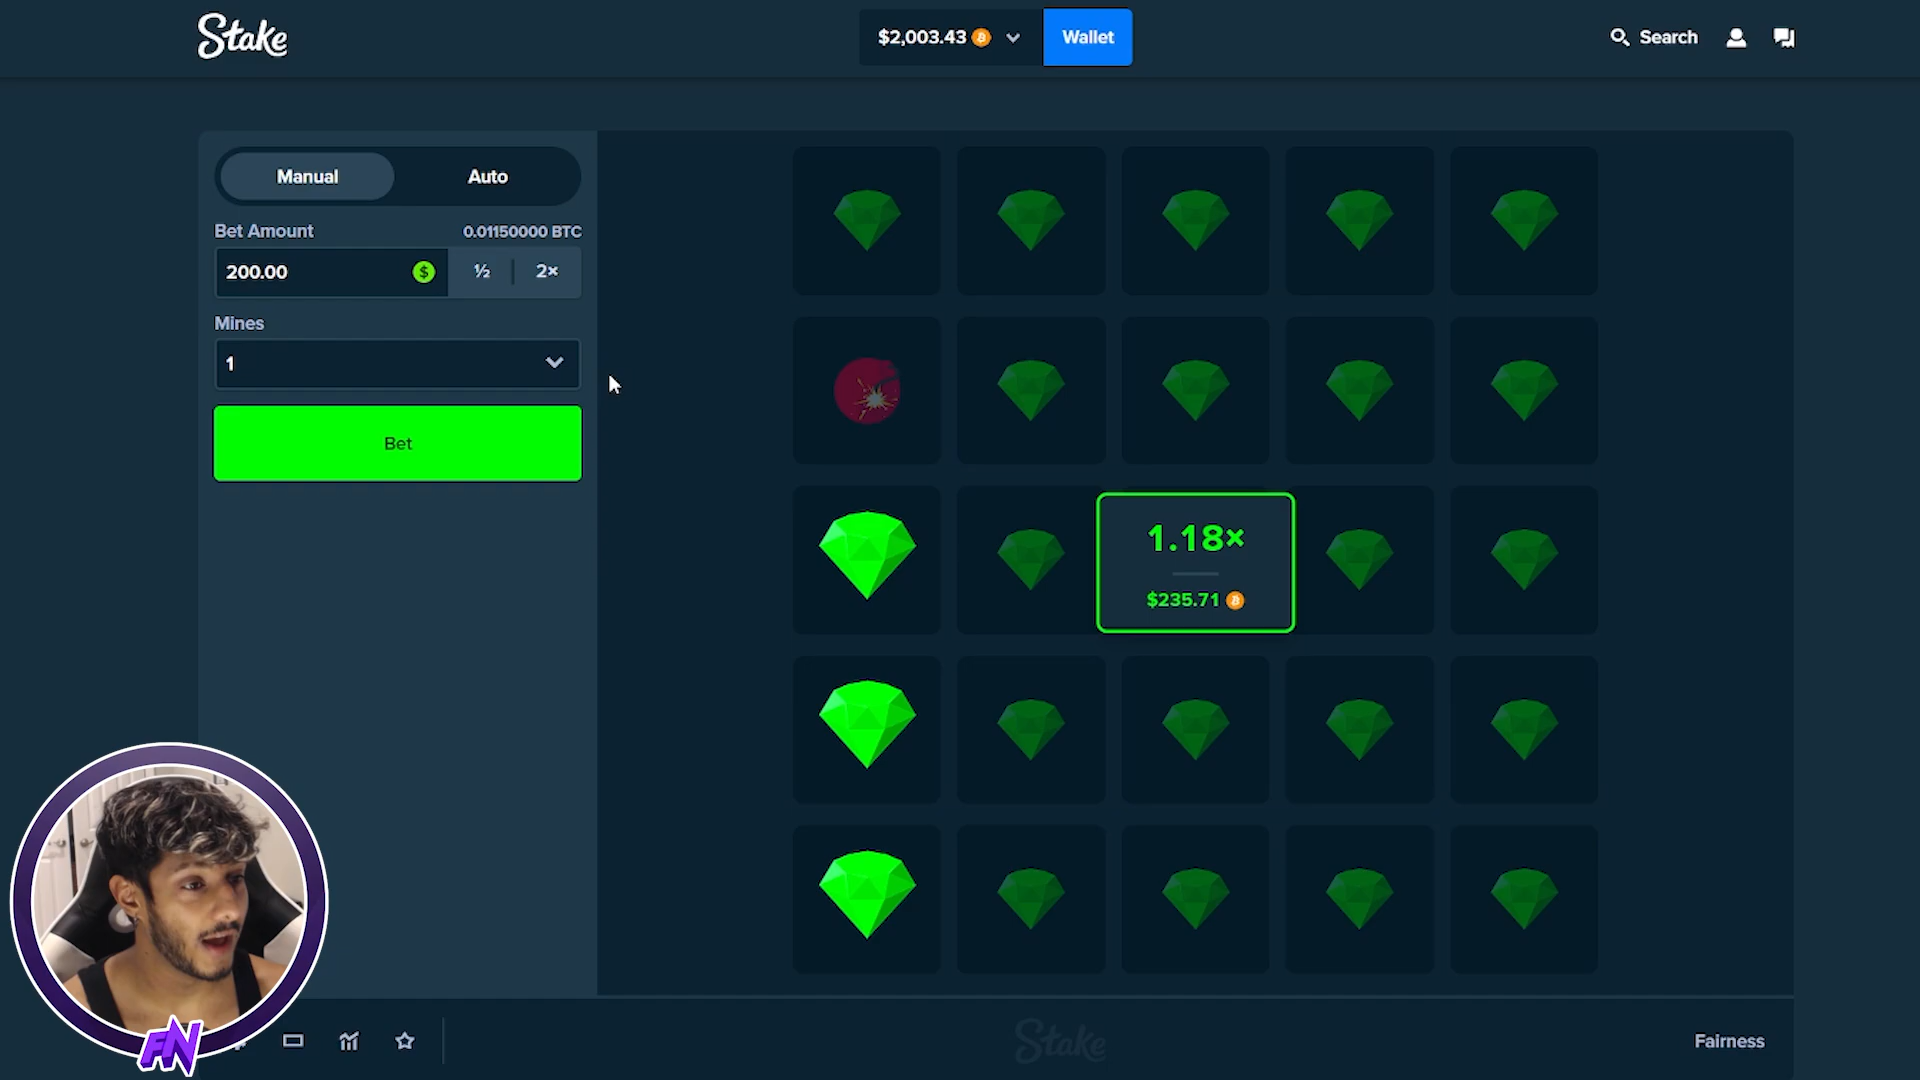 Stake
$2,003.43
Wallet
Search
Manual
Auto
Bet Amount
0.01150000 BTC
200.00
$
½
2×
Mines
1
Bet
1.18×
$235.71
FN
Stake
Fairness